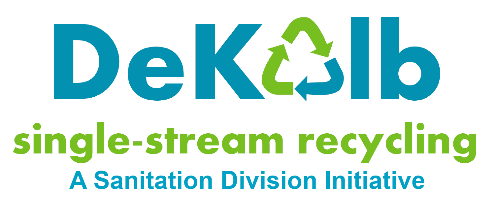 DeKalb
single-stream recycling
A Sanitation Division Initiative